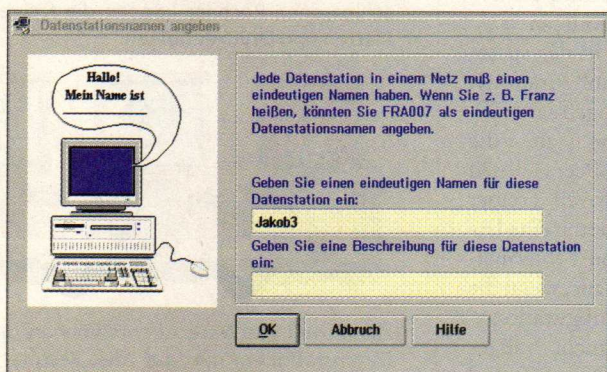 Datenstationsnamen angeben
Hallo!
Mein Name ist
Jede Datenstation in einem Netz muß einen
eindeutigen Namen haben. Wenn Sie z. B. Franz
heißen, könnten Sie FRA007 als eindeutigen
Datenstationsnamen angeben.
Geben Sie einen eindeutigen Namen für diese
Datenstation ein:
Jakob3
Geben Sie eine Beschreibung für diese Datenstation
ein:
OK
Abbruch
Hilfe